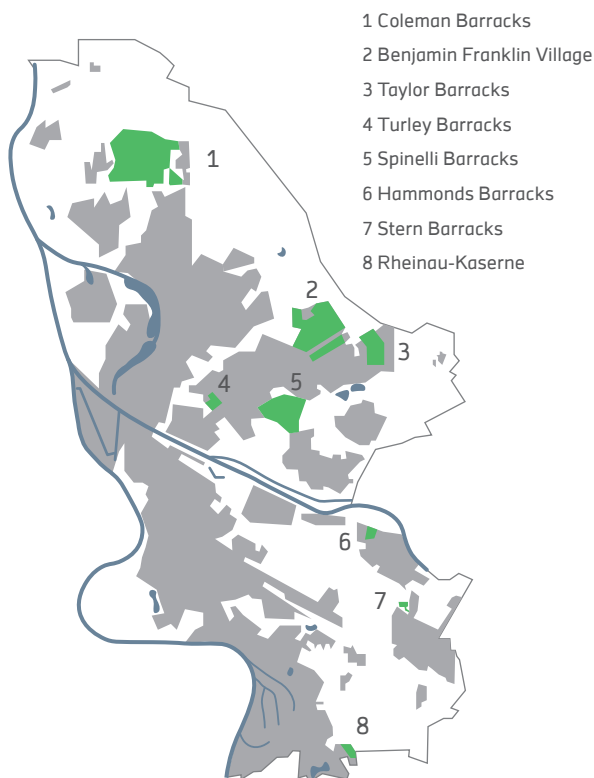 1 Coleman Barracks
2 Benjamin Franklin Village
3 Taylor Barracks
4 Turley Barracks
5 Spinelli Barracks
6 Hammonds Barracks
7 Stern Barracks
8 Rheinau-Kaserne
1
2
3
4
5
6
7
8